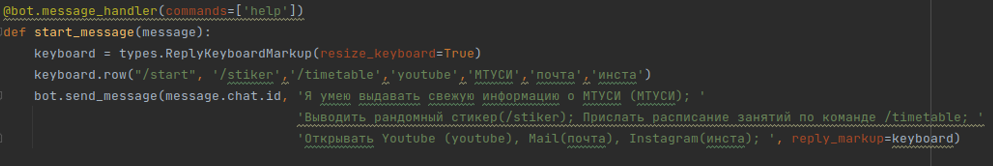 @bot.message_handler(commands=['help'])
def start_message(message):
keyboard = types.ReplyKeyboardMarkup(resize_keyboard=True)
keyboard.row("/start", '/stiker','/timetable','youtube','МТУСИ','почта','инста')
bot.send_message(message.chat.id, 'Я умею выдавать свежую информацию о МТУСИ (МТУСИ); '
'Выводить рандомный стикер(/stiker); Прислать расписание занятий по команде /timetable; '
'Открывать Youtube (youtube), Mail(почта), Instagram(инста); ', reply_markup=keyboard)